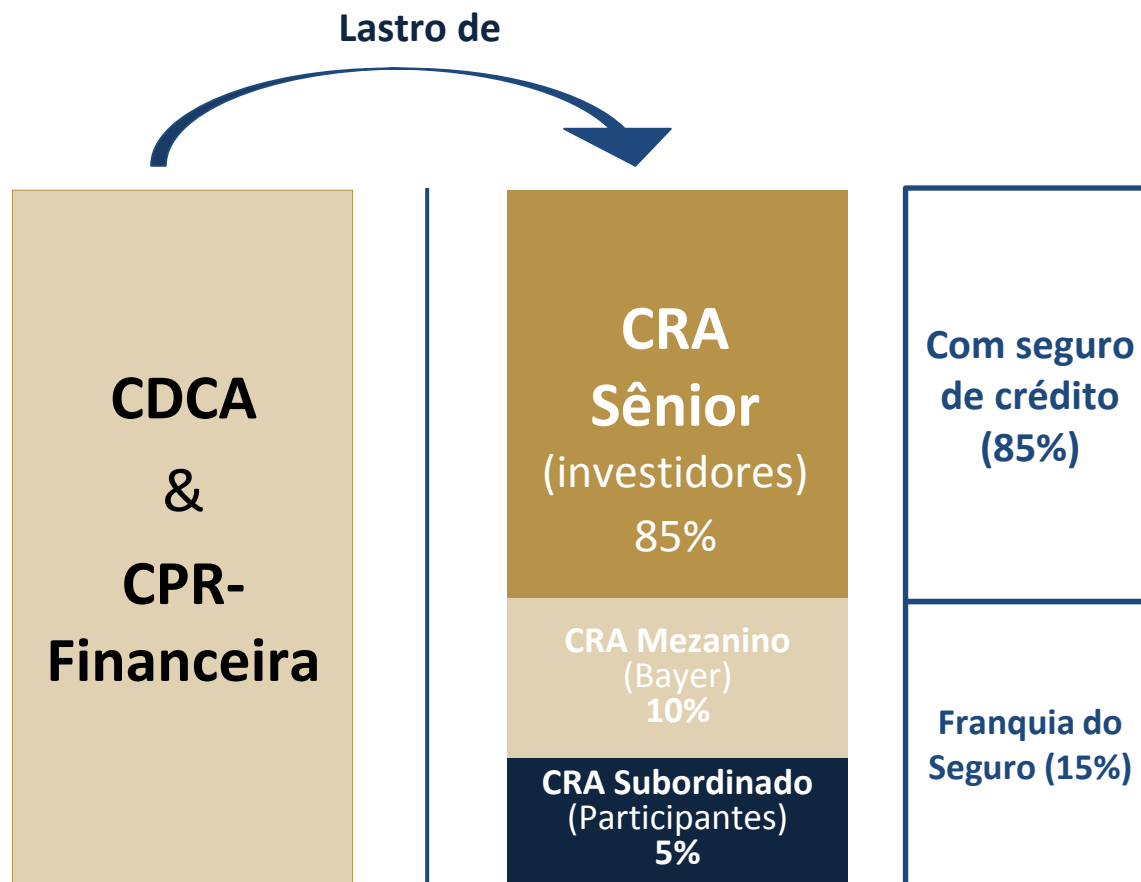 Lastro de
CDCA
&
CPR-
Financeira
CRA
Sênior
(investidores)
85%
CRA Mezanino
(Bayer)
10%
CRA Subordinado
(Participantes)
5%
Com seguro
de crédito
(85%)
Franquia do
Seguro (15%)